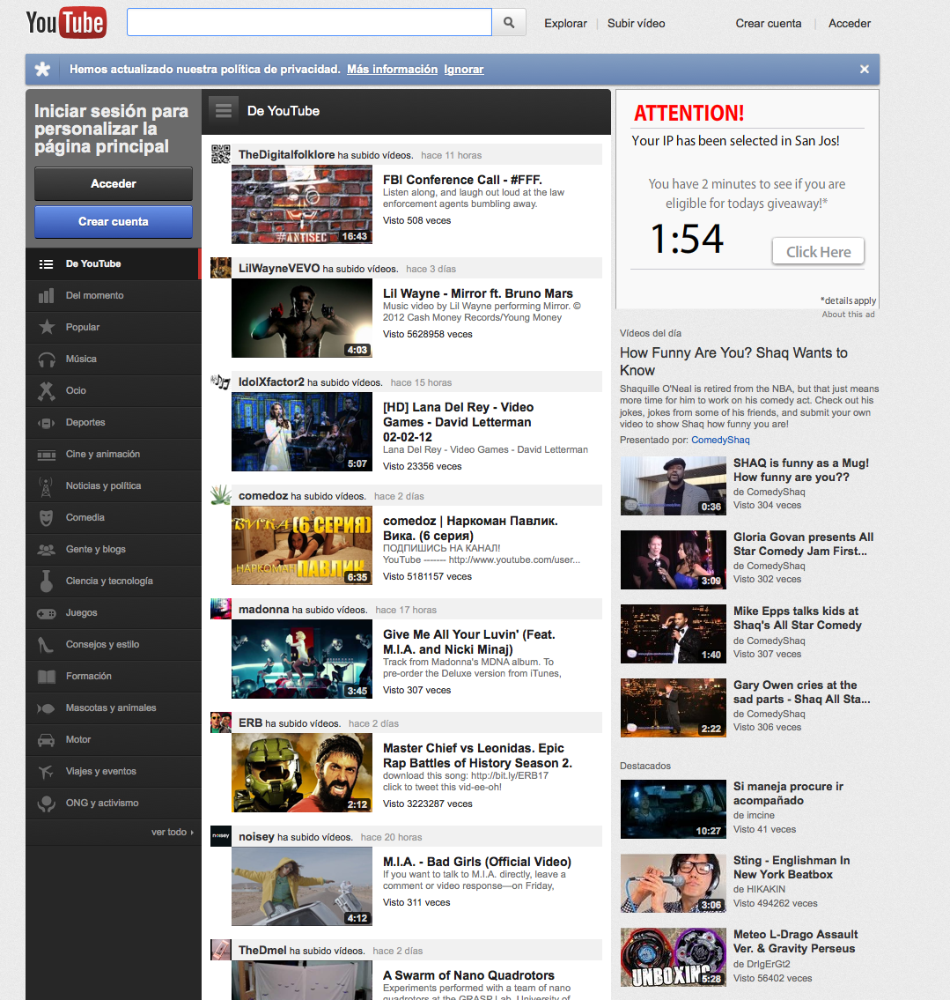 YouTube
Explorar
Subir vídeo
Crear cuenta
Acceder
Hemos actualizado nuestra política de privacidad. Más información Ignorar
Iniciar sesión para
personalizar la
página principal
Acceder
Crear cuenta
De YouTube
Del momento
Popular
Música
Ocio
Deportes
Cine y animación
Noticias y política
Comedia
Gente y blogs
Ciencia y tecnología
Juegos
Consejos y estilo
Formación
Mascotas y animales
Motor
Viajes y eventos
ONG y activismo
ver todo
De YouTube
TheDigitalfolklore ha subido vídeos. hace 11 horas
#ANTISEC
16:43
FBI Conference Call - #FFF.
Listen along, and laugh out loud at the law
enforcement agents bumbling away.
Visto 508 veces
LilWayneVEVO ha subido vídeos. hace 3 días
4:03
Lil Wayne - Mirror ft. Bruno Mars
Music video by Lil Wayne performing Mirror. ©
2012 Cash Money Records/Young Money
Visto 5628958 veces
IdolXfactor2 ha subido vídeos. hace 15 horas
5:07
[HD] Lana Del Rey - Video
Games - David Letterman
02-02-12
Lana Del Rey - Video Games - David Letterman
Visto 23356 veces
comedoz ha subido vídeos. hace 2 días
ВИКА (6 СЕРИЯ)
НАРКОМАН ПАВЛИК
6:35
comedoz | Наркоман Павлик.
Вика. (6 серия)
ПОДПИШИСЬ НА КАНАЛ!
YouTube ------- http://www.youtube.com/user...
Visto 5181157 veces
madonna ha subido vídeos. hace 17 horas
3:45
Give Me All Your Luvin' (Feat.
M.I.A. and Nicki Minaj)
Track from Madonna's MDNA album. To
pre-order the Deluxe version from iTunes,
Visto 307 veces
ERB ha subido vídeos. hace 2 días
2:12
Master Chief vs Leonidas. Epic
Rap Battles of History Season 2.
download this song: http://bit.ly/ERB17
click to tweet this vid-ee-oh!
Visto 3223287 veces
noisey
noisey ha subido vídeos. hace 20 horas
4:12
M.I.A. - Bad Girls (Official Video)
If you want to talk to M.I.A. directly, leave a
comment or video response—on Friday,
Visto 311 veces
TheDmel ha subido vídeos. hace 2 días
A Swarm of Nano Quadrotors
Experiments performed with a team of nano
quadrotors at the GRASP Lab, University of
ATTENTION!
Your IP has been selected in San Jos!
You have 2 minutes to see if you are
eligible for todays giveaway!*
1:54
Click Here
*details apply
About this ad
Vídeos del día
How Funny Are You? Shaq Wants to
Know
Shaquille O'Neal is retired from the NBA, but that just means
more time for him to work on his comedy act. Check out his
jokes, jokes from some of his friends, and submit your own
video to show Shaq how funny you are!
Presentado por: ComedyShaq
0:36
SHAQ is funny as a Mug!
How funny are you??
de ComedyShaq
Visto 304 veces
3:09
Gloria Govan presents All
Star Comedy Jam First...
de ComedyShaq
Visto 302 veces
1:40
Mike Epps talks kids at
Shaq's All Star Comedy
de ComedyShaq
Visto 307 veces
2:22
Gary Owen cries at the
sad parts - Shaq All Sta...
de ComedyShaq
Visto 306 veces
Destacados
10:27
Si maneja procure ir
acompañado
de imcine
Visto 41 veces
3:06
Sting - Englishman In
New York Beatbox
de HIKAKIN
Visto 494262 veces
UNBOXING
5:28
Meteo L-Drago Assault
Ver. & Gravity Perseus
de DrIgErGt2
Visto 56402 veces